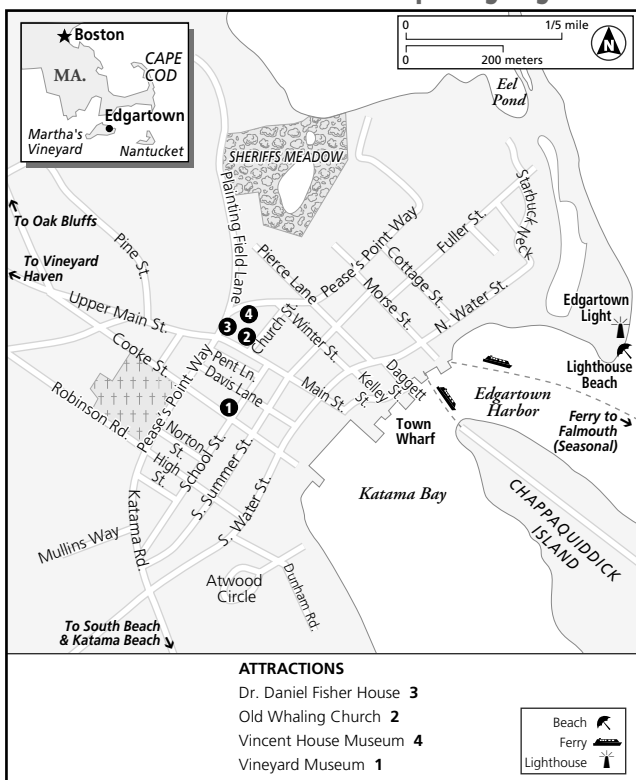 Boston
CAPE
COD
MA.
Edgartown
Martha's
Vineyard
Nantucket
0 1/5 mile
0 200 meters
N
Eel
Pond
SHERIFFS MEADOW
Plainting Field Lane
Starbuck Neck
To Oak Bluffs
Pine St.
Pease's Point Way
Fuller St.
Cottage St.
Pierce Lane
Morse St.
N. Water St.
To Vineyard
Haven
Upper Main St.
4
3
2
Church St.
Winter St.
Edgartown
Light
Lighthouse
Beach
Cooke St.
Pent Ln.
Davis Lane
Main St.
Kelley St.
Daggett
Edgartown
Harbor
Robinson Rd.
Pease's Point Way
1
Town
Wharf
Ferry to
Falmouth
(Seasonal)
Norton St.
High St.
School St.
S. Summer St.
S. Water St.
Katama Bay
CHAPPAQUIDDICK
ISLAND
Katama Rd.
Mullins Way
Atwood
Circle
Dunham Rd.
To South Beach
& Katama Beach
ATTRACTIONS
Dr. Daniel Fisher House 3
Old Whaling Church 2
Vincent House Museum 4
Vineyard Museum 1
Beach
Ferry
Lighthouse